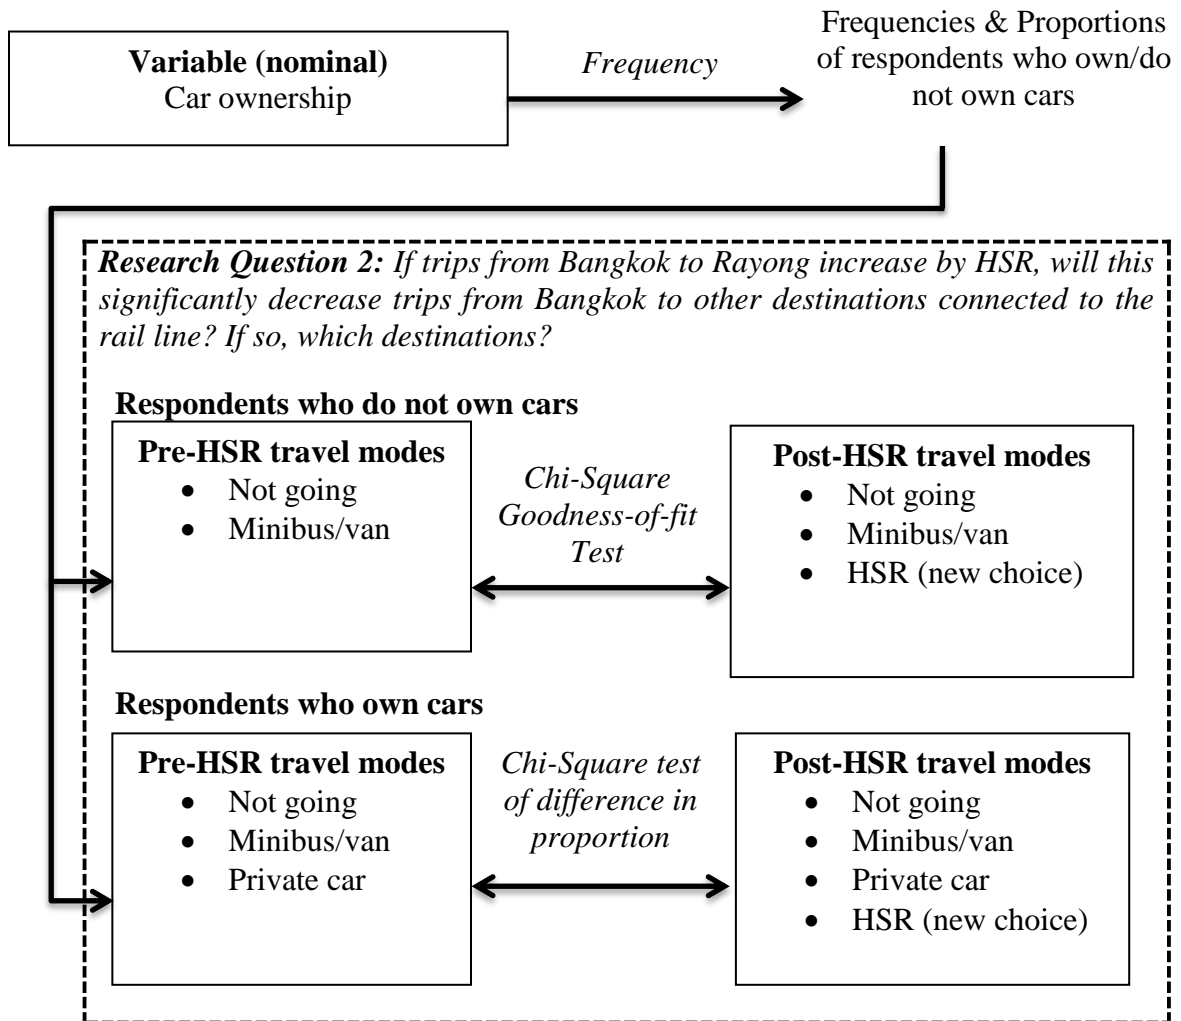 Variable (nominal)
Car ownership
Frequency
Frequencies & Proportions
of respondents who own/do
not own cars
Research Question 2: If trips from Bangkok to Rayong increase by HSR, will this
significantly decrease trips from Bangkok to other destinations connected to the
rail line? If so, which destinations?
Respondents who do not own cars
Pre-HSR travel modes
• Not going
• Minibus/van
Chi-Square
Goodness-of-fit
Test
Post-HSR travel modes
• Not going
• Minibus/van
• HSR (new choice)
Respondents who own cars
Pre-HSR travel modes
• Not going
• Minibus/van
• Private car
Chi-Square test
of difference in
proportion
Post-HSR travel modes
• Not going
• Minibus/van
• Private car
• HSR (new choice)